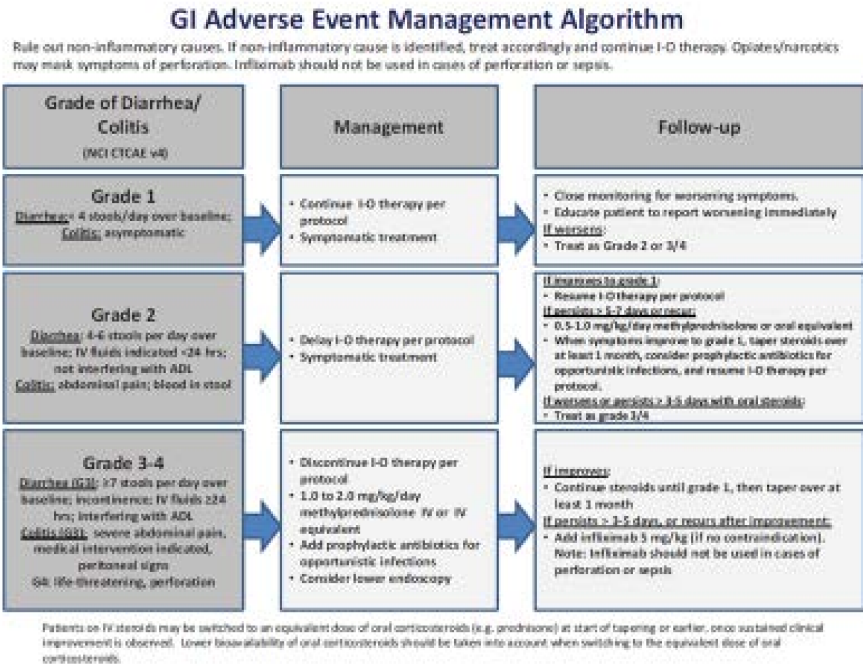 GI Adverse Event Management Algorithm
Rule out non-inflammatory causes. If non-inflammatory cause is identified, treat accordingly and continue I-O therapy. Opiates/narcotics
may mask symptoms of perforation. Infliximab should not be used in cases of perforation or sepsis.
Grade of Diarrhea/
Colitis
(NCI CTCAE v4)
Management
Follow-up
Grade 1
Diarrhea:< 4 stools/day over baseline;
Colitis: asymptomatic
• Continue I-O therapy per
protocol
• Symptomatic treatment
• Close monitoring for worsening symptoms.
• Educate patient to report worsening immediately
If worsens:
• Treat as Grade 2 or 3/4
Grade 2
Diarrhea: 4-6 stools per day over
baseline; IV fluids indicated <24 hrs;
not interfering with ADL
Colitis: abdominal pain; blood in stool
• Delay I-O therapy per protocol
• Symptomatic treatment
If improves to grade 1:
• Resume I-O therapy per protocol
If persists > 5-7 days or recur:
• 0.5-1.0 mg/kg/day methylprednisolone or oral equivalent
• When symptoms improve to grade 1, taper steroids over
at least 1 month, consider prophylactic antibiotics for
opportunistic infections, and resume I-O therapy per
protocol.
If worsens or persists > 3-5 days with oral steroids:
• Treat as grade 3/4
Grade 3-4
Diarrhea (G3): ≥7 stools per day over
baseline; incontinence; IV fluids ≥24
hrs; interfering with ADL
Colitis (G3): severe abdominal pain,
medical intervention indicated,
peritoneal signs
G4: life-threatening, perforation
• Discontinue I-O therapy per
protocol
• 1.0 to 2.0 mg/kg/day
methylprednisolone IV or IV
equivalent
• Add prophylactic antibiotics for
opportunistic infections
• Consider lower endoscopy
If improves:
• Continue steroids until grade 1, then taper over at
least 1 month
If persists > 3-5 days, or recurs after improvement:
• Add infliximab 5 mg/kg (if no contraindication).
Note: Infliximab should not be used in cases of
perforation or sepsis
Patients on IV steroids may be switched to an equivalent dose of oral corticosteroids (e.g. prednisone) at start of tapering or earlier, once sustained clinical
improvement is observed. Lower bioavailability of oral corticosteroids should be taken into account when switching to the equivalent dose of oral
corticosteroids.